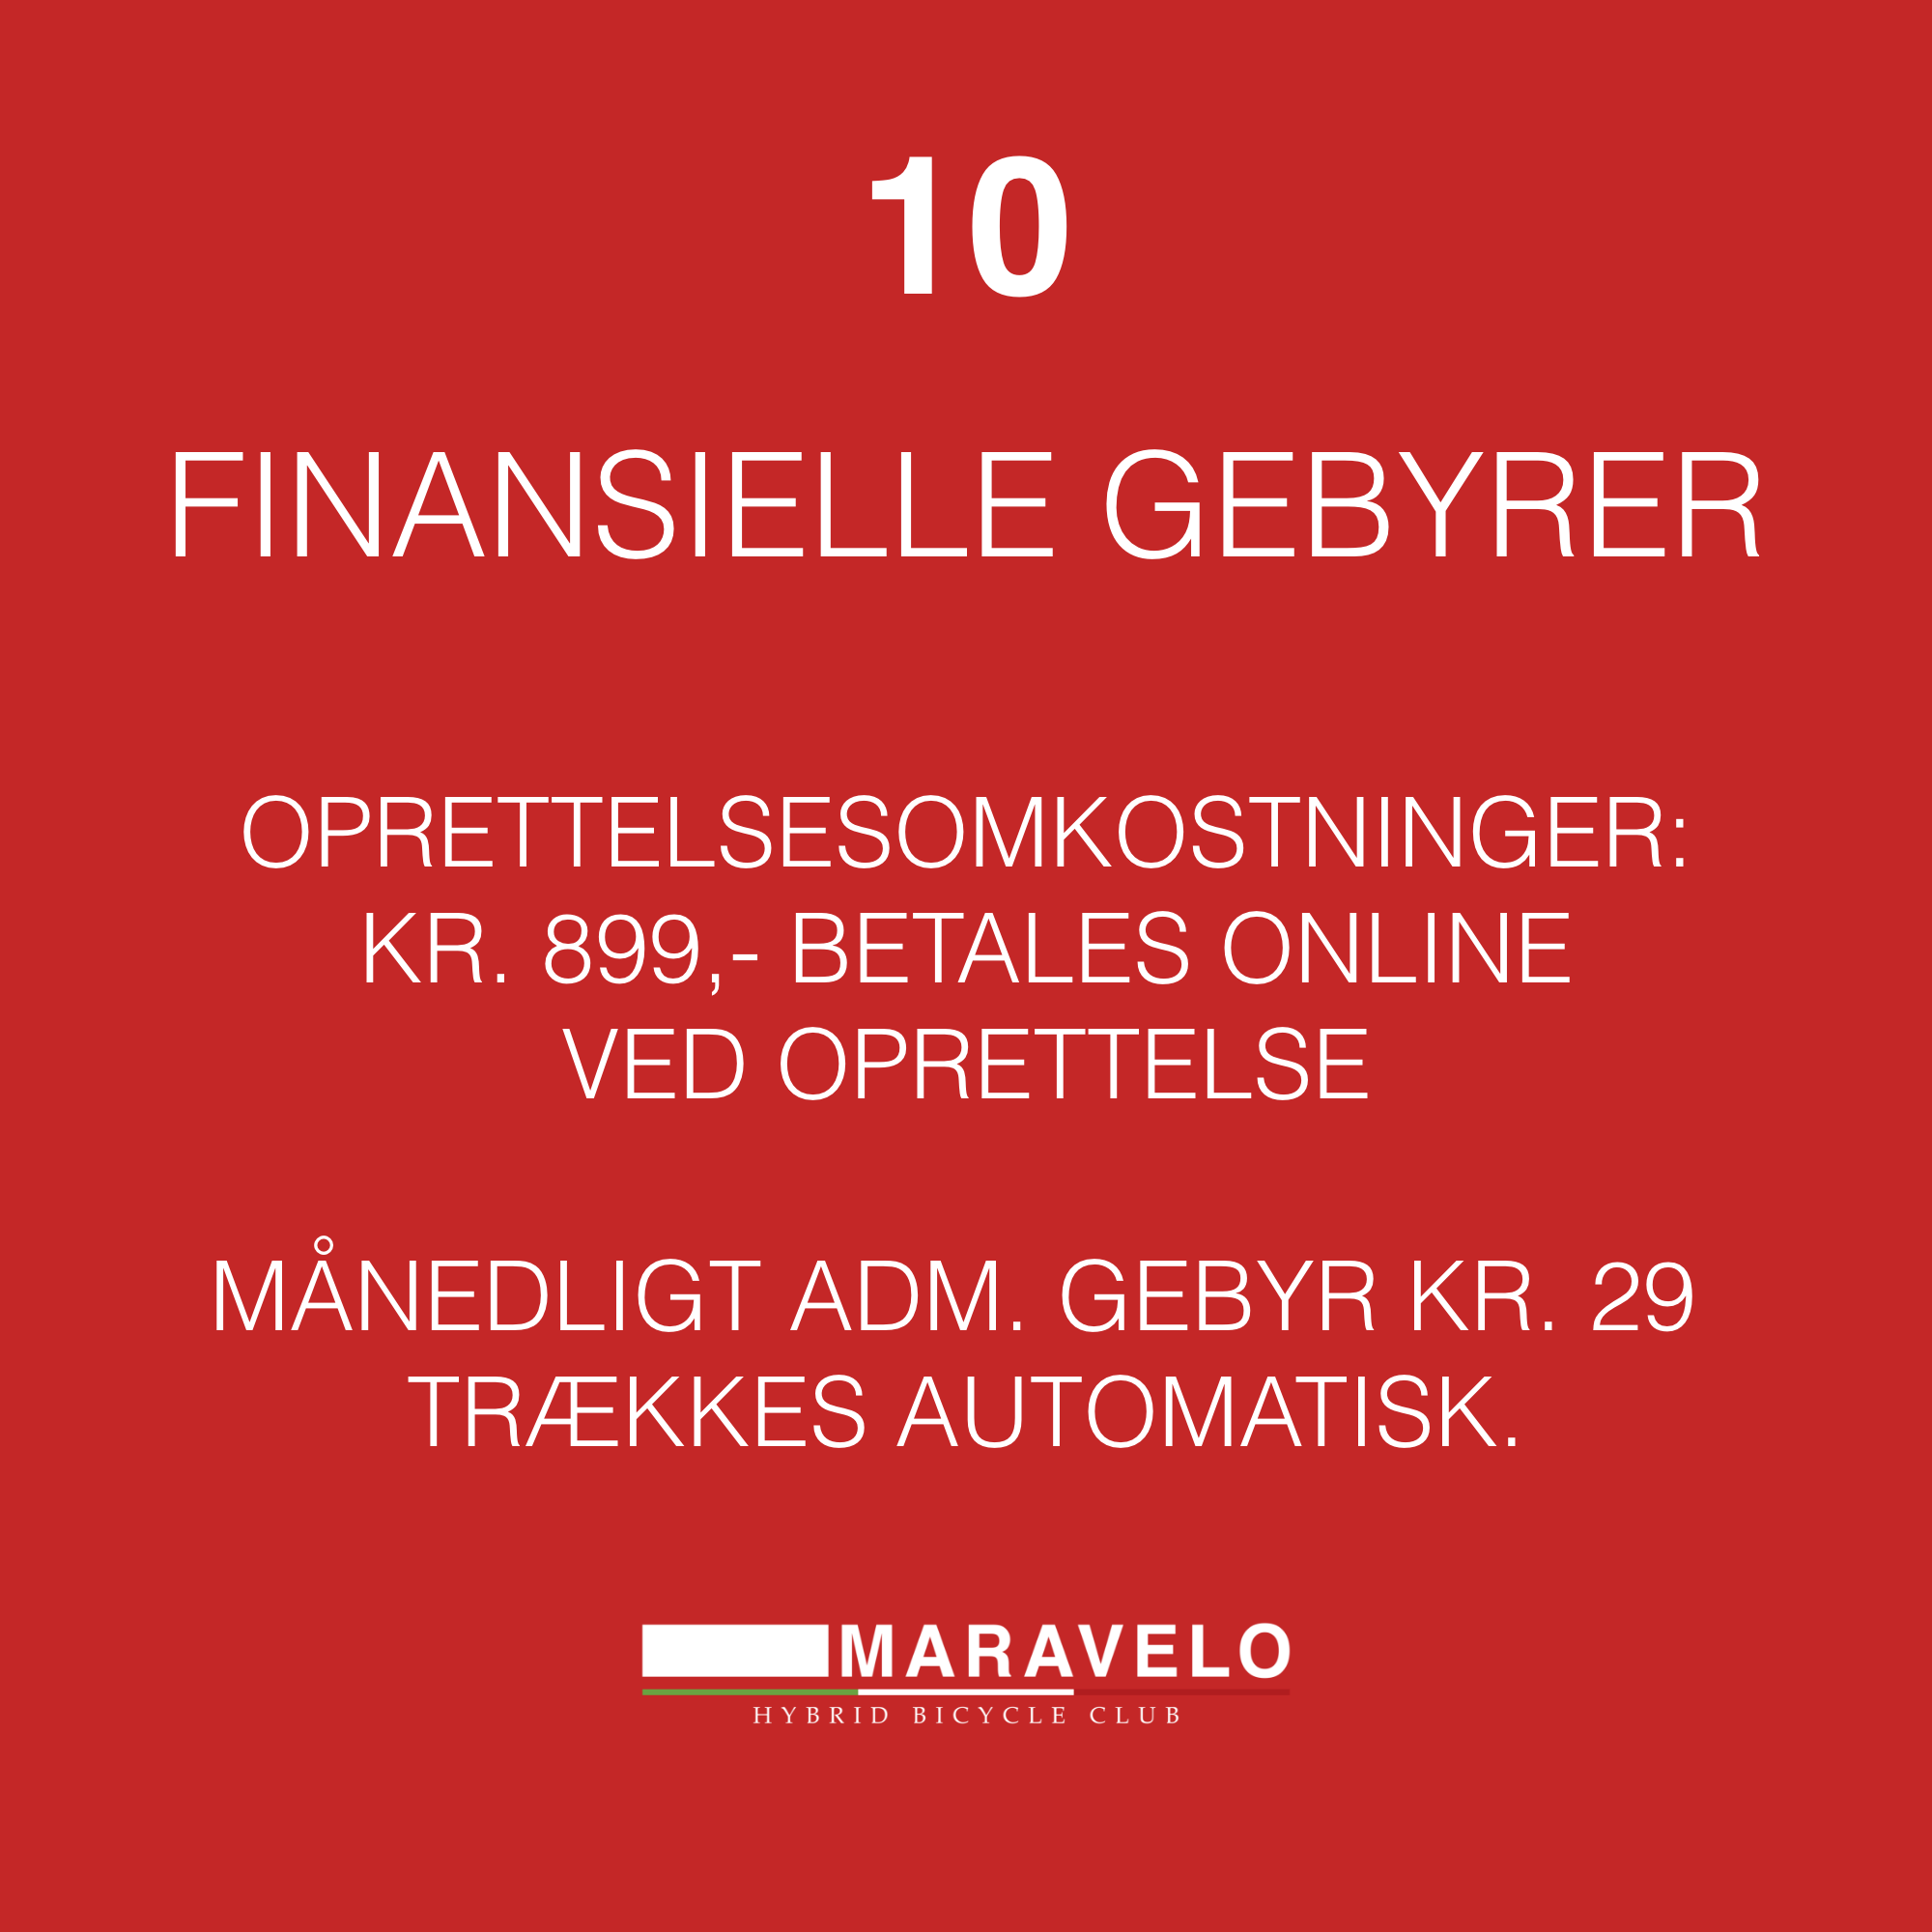 10
FINANSIELLE GEBYRER
OPRETTELSESOMKOSTNINGER:
KR. 899,- BETALES ONLINE
VED OPRETTELSE
MÅNEDLIGT ADM. GEBYR KR. 29
TRÆKKES AUTOMATISK.
MARAVELO
HYBRID BICYCLE CLUB